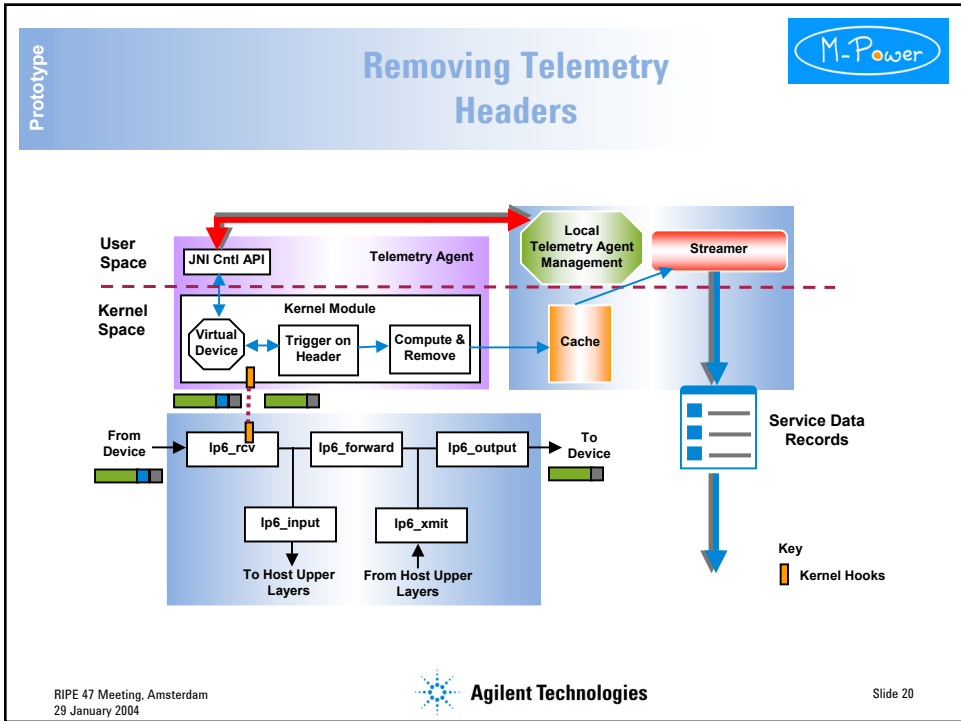 Prototype
Removing Telemetry
Headers
M-Power
User
Space
JNI Cntl API
Telemetry Agent
Local
Telemetry Agent
Management
Streamer
Kernel
Space
Kernel Module
Virtual
Device
Trigger on
Header
Compute &
Remove
Cache
From
Device
Ip6_rcv
Ip6_forward
Ip6_output
To
Device
Service Data
Records
Ip6_input
Ip6_xmit
To Host Upper
Layers
From Host Upper
Layers
Key
Kernel Hooks
RIPE 47 Meeting, Amsterdam
29 January 2004
Agilent Technologies
Slide 20